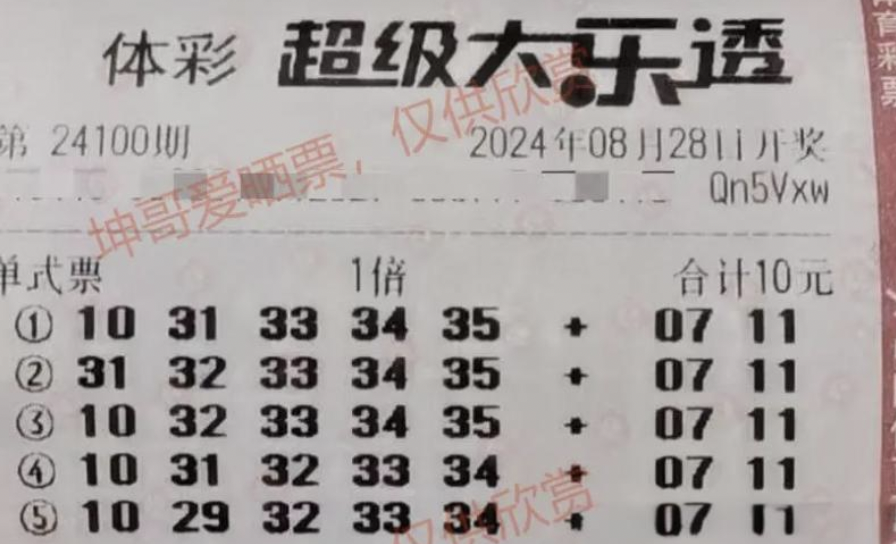 体彩 超级大乐透
第 24100期 2024年08月28日开奖
Qn5Vxw
坤哥爱晒票，仅供欣赏
单式票 1倍 合计10元
① 10 31 33 34 35 + 07 11
② 31 32 33 34 35 + 07 11
③ 10 32 33 34 35 + 07 11
④ 10 31 32 33 34 + 07 11
⑤ 10 29 32 33 34 + 07 11
仅供欣赏
育彩票